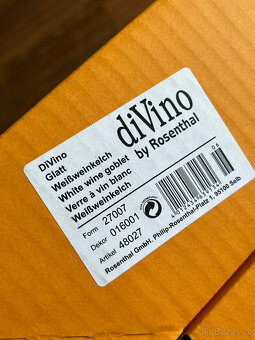 DiVino
Glatt
Weißweinkelch
White wine goblet
Verre à vin blanc
Weißweinkelch
diVino
by Rosenthal
Form 27007
Dekor 016001
Artikel 48027
06
Rosenthal GmbH, Philip-Rosenthal-Platz 1, 95100 Selb